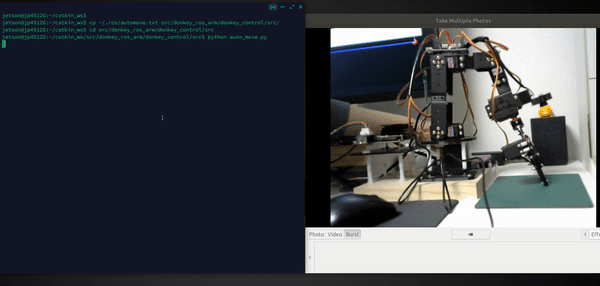 jetson@jp4512G:~/catkin_ws$
jetson@jp4512G:~/catkin_ws$ cp ~/.ros/automove.txt src/donkey_ros_arm/donkey_control/src/
jetson@jp4512G:~/catkin_ws$ cd src/donkey_ros_arm/donkey_control/src
jetson@jp4512G:~/catkin_ws/src/donkey_ros_arm/donkey_control/src$ python auto_move.py
Take Multiple Photos
Photo Video Burst
Effe